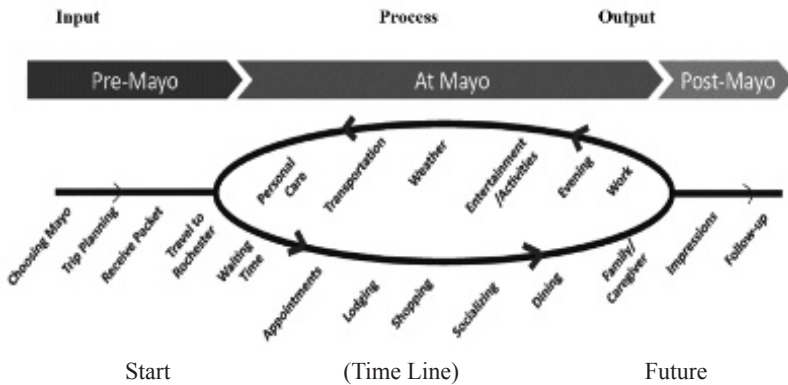 Input Process Output
Pre-Mayo At Mayo Post-Mayo
Personal
Care
Transportation
Weather
Entertainment
/Activities
Evening
Work
Choosing Mayo
Trip Planning
Receive Packet
Travel to
Rochester
Waiting
Time
Appointments
Lodging
Shopping
Socializing
Dining
Family/
Caregiver
Impressions
Follow-up
Start (Time Line) Future